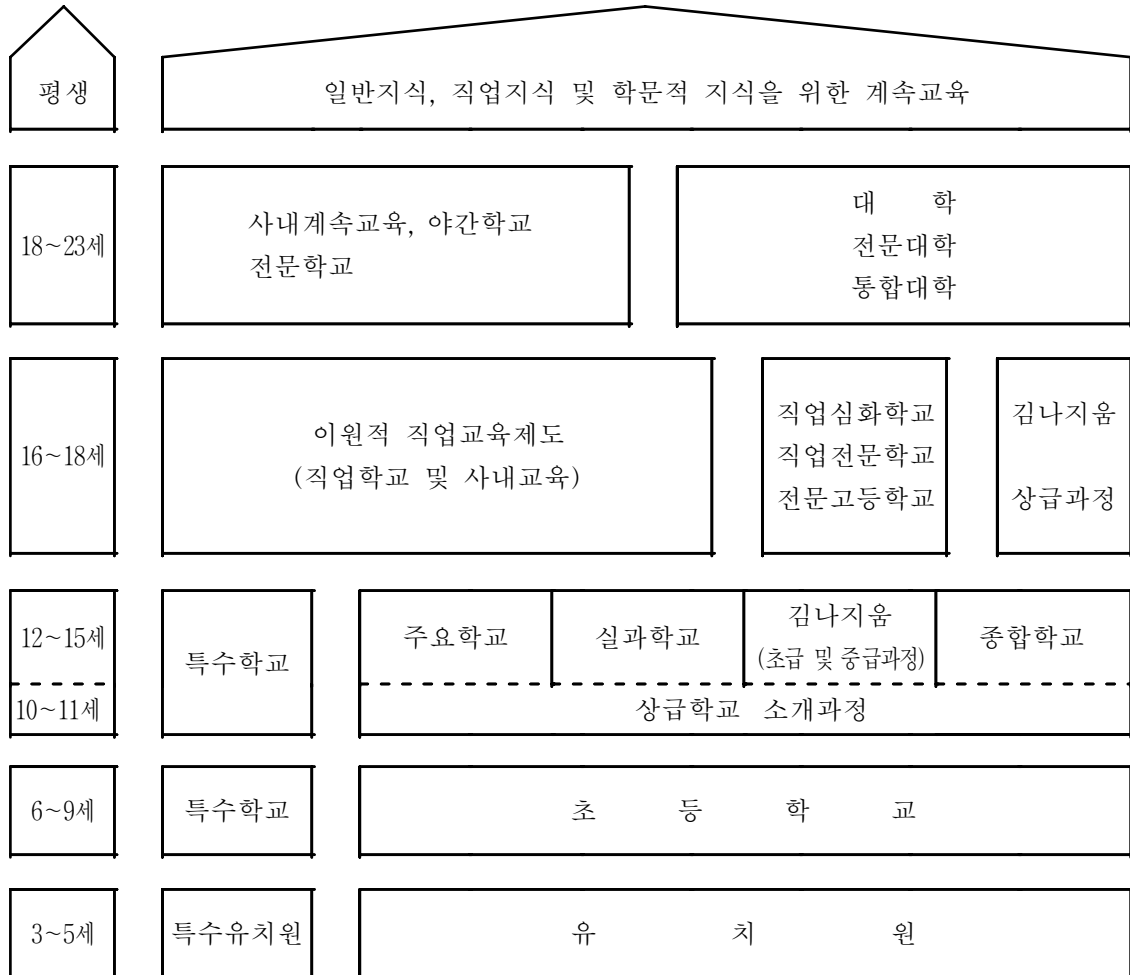 평생
일반지식, 직업지식 및 학문적 지식을 위한 계속교육
18~23세
사내계속교육, 야간학교
전문학교
대 학
전문대학
통합대학
16~18세
이원적 직업교육제도
(직업학교 및 사내교육)
직업심화학교
직업전문학교
전문고등학교
김나지움
상급과정
12~15세
10~11세
특수학교
주요학교
실과학교
김나지움
(초급 및 중급과정)
종합학교
상급학교 소개과정
6~9세
특수학교
초 등 학 교
3~5세
특수유치원
유 치 원